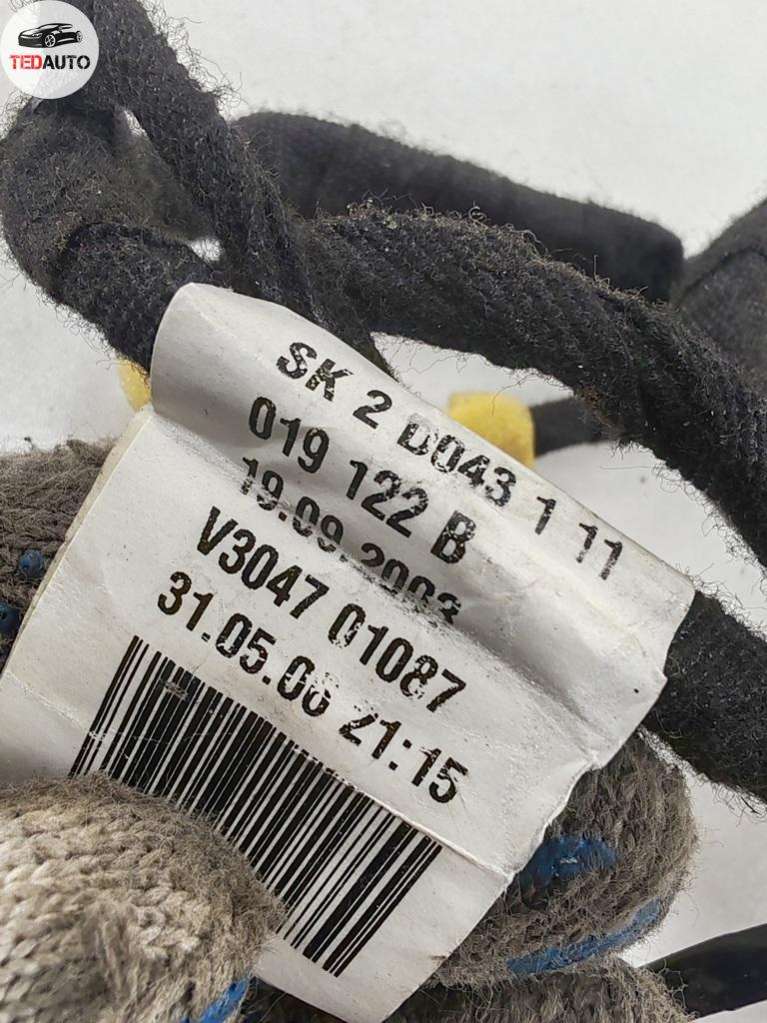 TEDAUTO
SK 2 D043 1 11
019 122 B
19.09.2003
V3047 01087
31.05.06 21:15